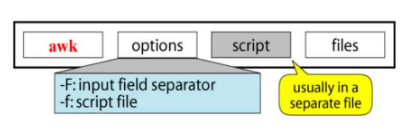 awk options script files
-F: input field separator
-f: script file
usually in a
separate file